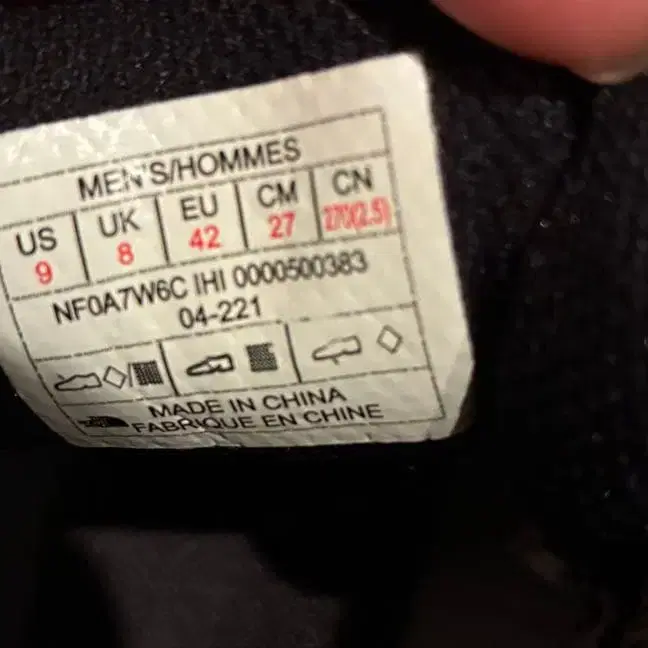 MEN'S/HOMMES
US UK EU CM CN
9 8 42 27 270(2.5)
NF0A7W6C IHI 0000500383
04-221
MADE IN CHINA
FABRIQUE EN CHINE